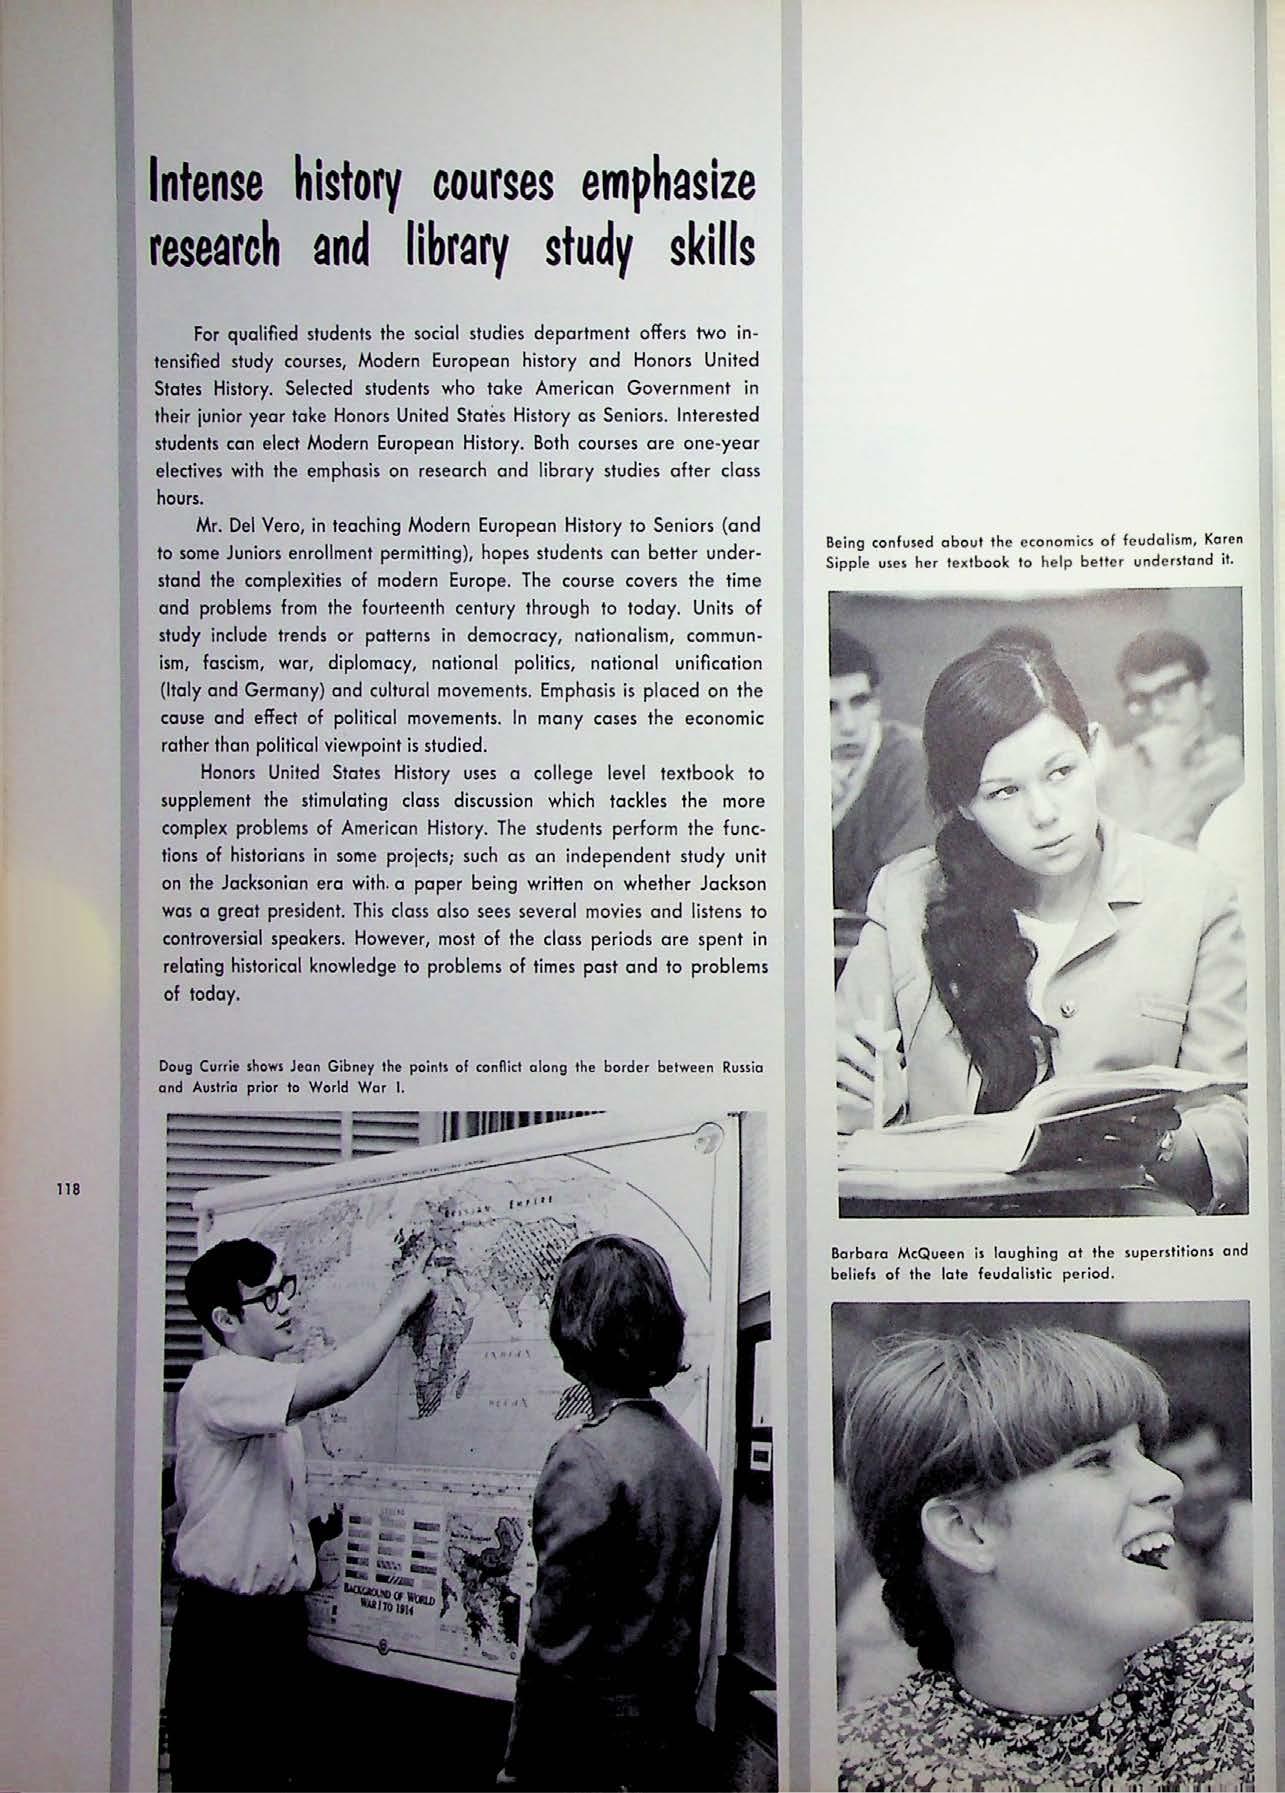 Intense history courses emphasize
research and library study skills
For qualified students the social studies department offers two in-
tensified study courses, Modern European history and Honors United
States History. Selected students who take American Government in
their junior year take Honors United States History as Seniors. Interested
students can elect Modern European History. Both courses are one-year
electives with the emphasis on research and library studies after class
hours.
Mr. Del Vero, in teaching Modern European History to Seniors (and
to some Juniors enrollment permitting), hopes students can better under-
stand the complexities of modern Europe. The course covers the time
and problems from the fourteenth century through to today. Units of
study include trends or patterns in democracy, nationalism, commun-
ism, fascism, war, diplomacy, national politics, national unification
(Italy and Germany) and cultural movements. Emphasis is placed on the
cause and effect of political movements. In many cases the economic
rather than political viewpoint is studied.
Honors United States History uses a college level textbook to
supplement the stimulating class discussion which tackles the more
complex problems of American History. The students perform the func-
tions of historians in some projects; such as an independent study unit
on the Jacksonian era with. a paper being written on whether Jackson
was a great president. This class also sees several movies and listens to
controversial speakers. However, most of the class periods are spent in
relating historical knowledge to problems of times past and to problems
of today.
Doug Currie shows Jean Gibney the points of conflict along the border between Russia
and Austria prior to World War I.
118
RUSSIAN EMPIRE
INDIAN
OCEAN
LEGEND
BACKGROUND OF WORLD
WAR I TO 1914
Being confused about the economics of feudalism, Karen
Sipple uses her textbook to help better understand it.
Barbara McQueen is laughing at the superstitions and
beliefs of the late feudalistic period.